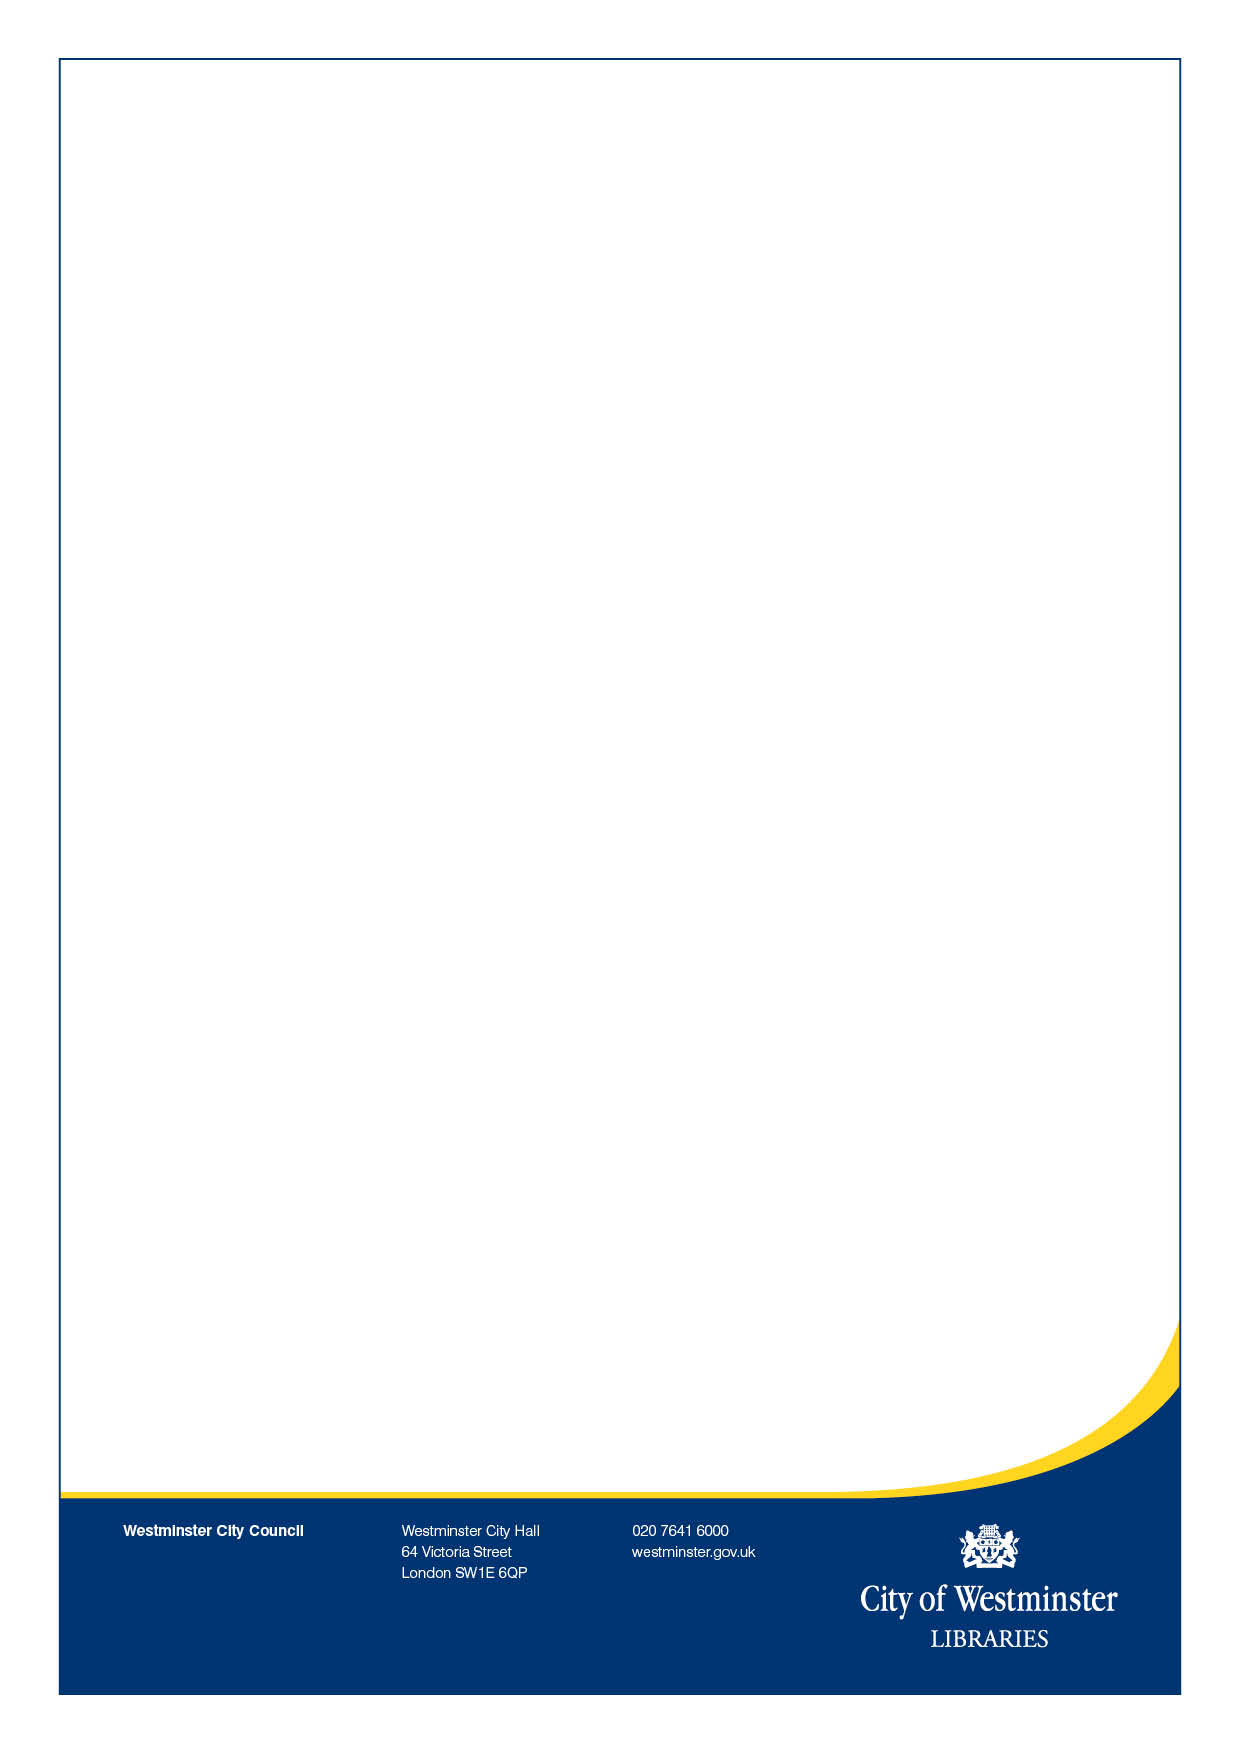 Westminster City Council
Westminster City Hall
64 Victoria Street
London SW1E 6QP
020 7641 6000
westminster.gov.uk
City of Westminster
LIBRARIES